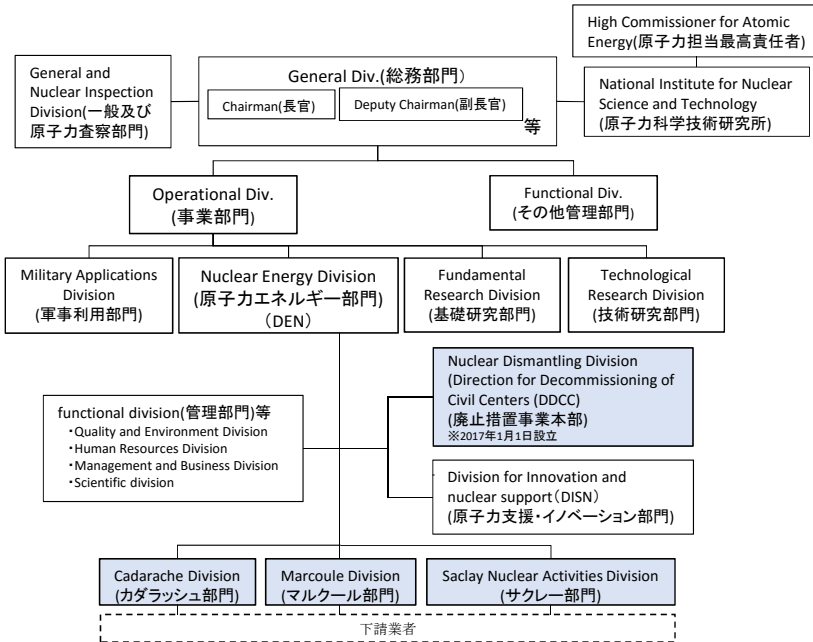 High Commissioner for Atomic
Energy(原子力担当最高責任者)
General and
Nuclear Inspection
Division(一般及び
原子力査察部門)
General Div.(総務部門)
Chairman(長官)
Deputy Chairman(副長官)
等
National Institute for Nuclear
Science and Technology
(原子力科学技術研究所)
Operational Div.
(事業部門)
Functional Div.
(その他管理部門)
Military Applications
Division
(軍事利用部門)
Nuclear Energy Division
(原子力エネルギー部門)
(DEN)
Fundamental
Research Division
(基礎研究部門)
Technological
Research Division
(技術研究部門)
Nuclear Dismantling Division
(Direction for Decommissioning of
Civil Centers (DDCC)
(廃止措置事業本部)
※2017年1月1日設立
functional division(管理部門)等
・Quality and Environment Division
・Human Resources Division
・Management and Business Division
・Scientific division
Division for Innovation and
nuclear support(DISN)
(原子力支援・イノベーション部門)
Cadarache Division
(カダラッシュ部門)
Marcoule Division
(マルクール部門)
Saclay Nuclear Activities Division
(サクレー部門)
下請業者